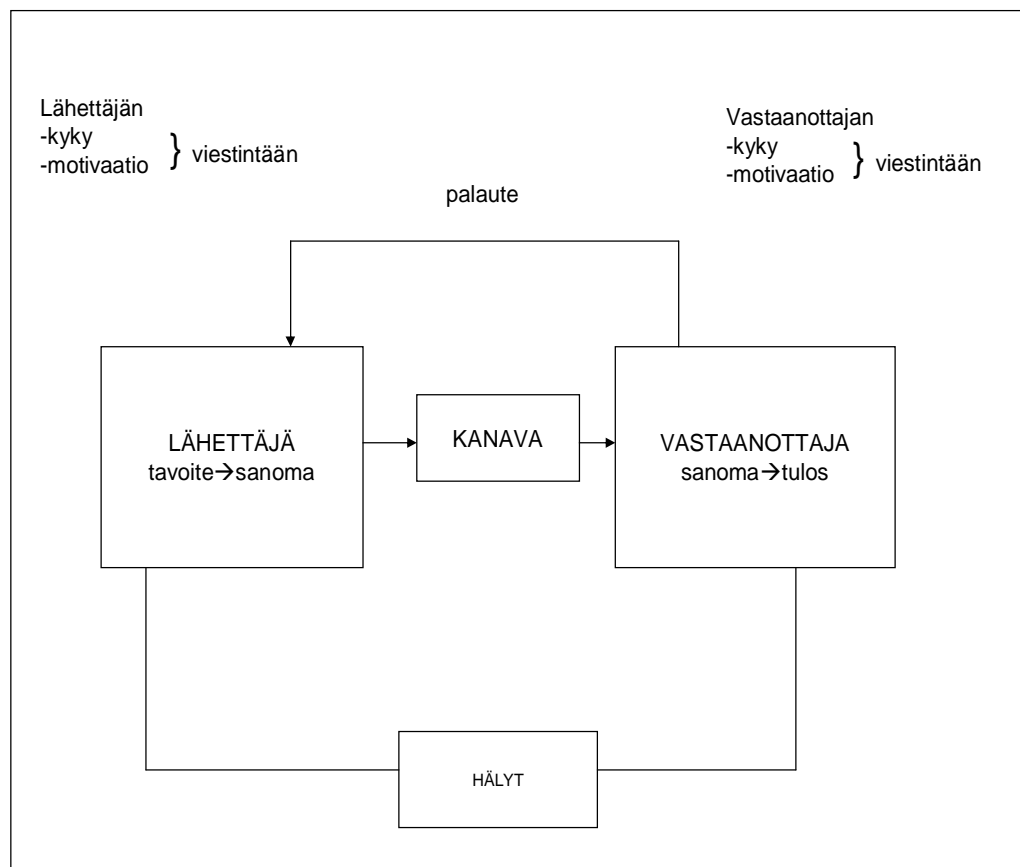 Lähettäjän
-kyky
-motivaatio } viestintään
Vastaanottajan
-kyky
-motivaatio } viestintään
palaute
LÄHETTÄJÄ
tavoite→sanoma
KANAVA
VASTAANOTTAJA
sanoma→tulos
HÄLYT